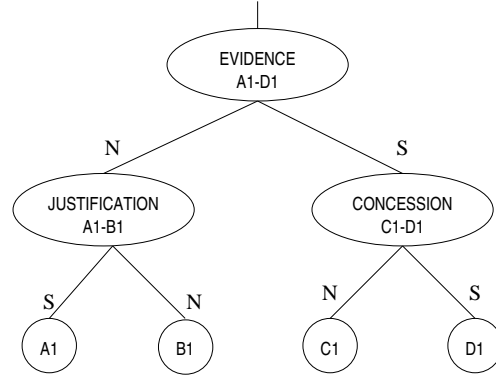 EVIDENCE
A1-D1
N
S
JUSTIFICATION
A1-B1
CONCESSION
C1-D1
S
N
N
S
A1
B1
C1
D1